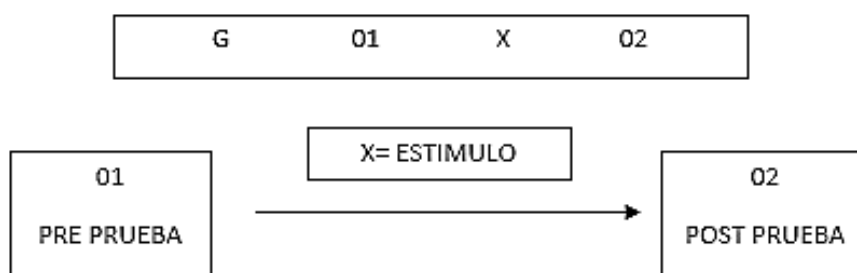 G 01 X 02
X= ESTIMULO
01
PRE PRUEBA
02
POST PRUEBA